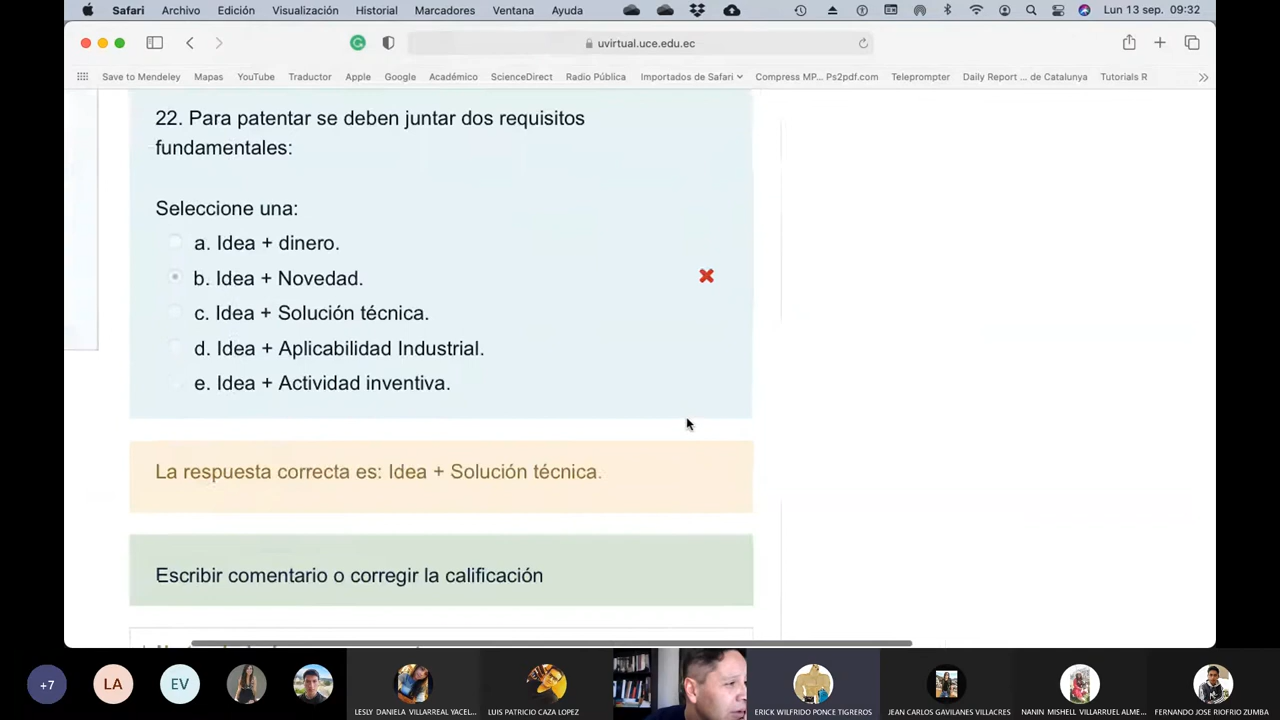 Safari Archivo Edición Visualización Historial Marcadores Ventana Ayuda Lun 13 sep. 09:32
uvirtual.uce.edu.ec
Save to Mendeley Mapas YouTube Traductor Apple Google Académico ScienceDirect Radio Pública Importados de Safari Compress MP... Ps2pdf.com Teleprompter Daily Report ... de Catalunya Tutorials R
22. Para patentar se deben juntar dos requisitos
fundamentales:
Seleccione una:
a. Idea + dinero.
b. Idea + Novedad.
c. Idea + Solución técnica.
d. Idea + Aplicabilidad Industrial.
e. Idea + Actividad inventiva.
La respuesta correcta es: Idea + Solución técnica.
Escribir comentario o corregir la calificación
+7 LA EV
LESLY DANIELA VILLARREAL YACEL... LUIS PATRICIO CAZA LOPEZ ERICK WILFRIDO PONCE TIGREROS JEAN CARLOS GAVILANES VILLACRES NANIN MISHELL VILLARRUEL ALME... FERNANDO JOSE RIOFRIO ZUMBA